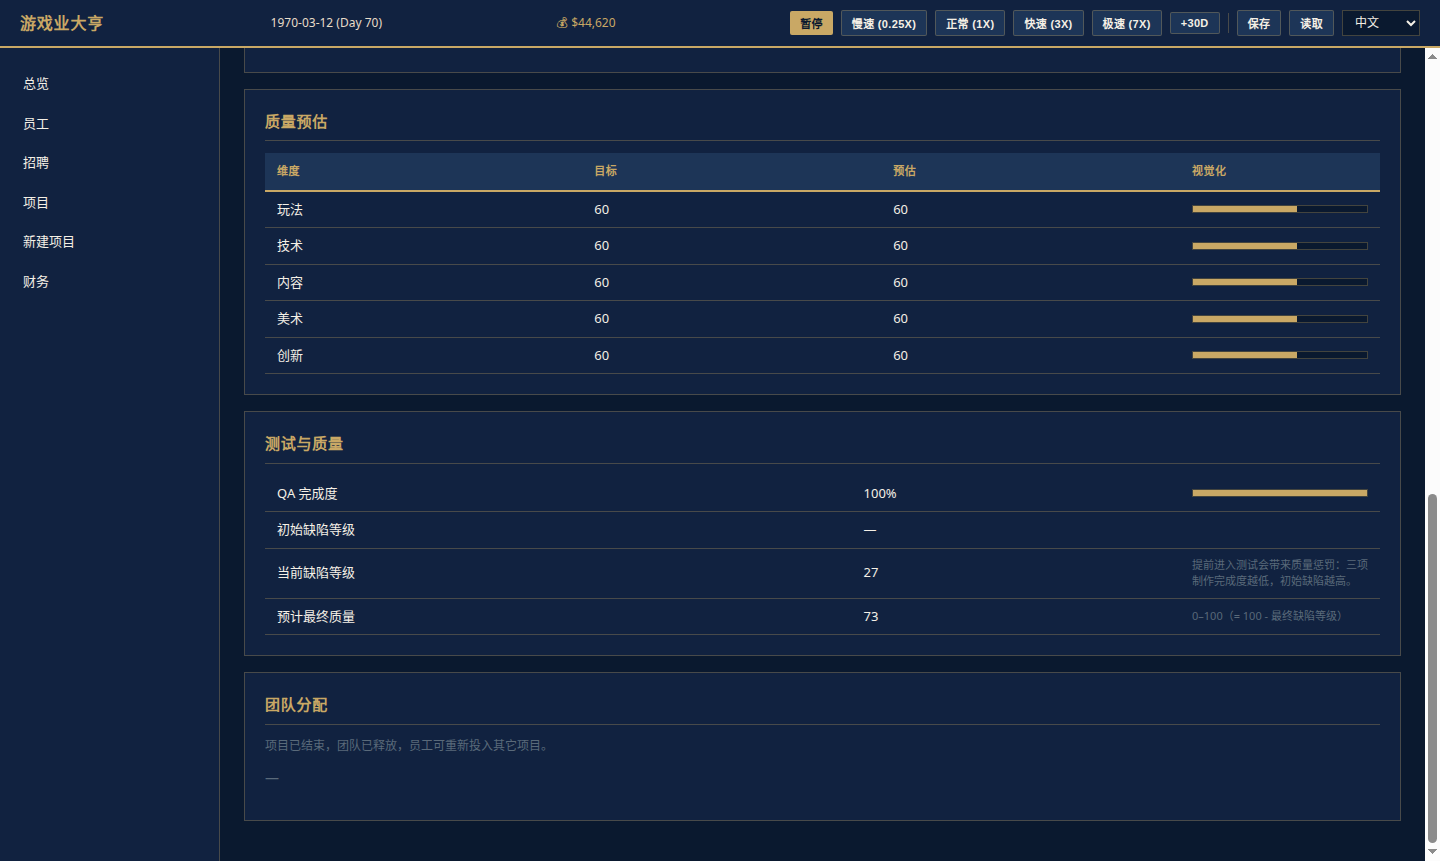 游戏业大亨
1970-03-12 (Day 70)
💰 $44,620
暂停
慢速 (0.25X)
正常 (1X)
快速 (3X)
极速 (7X)
+30D
保存
读取
中文
总览
员工
招聘
项目
新建项目
财务
质量预估
维度 目标 预估 视觉化
玩法 60 60
技术 60 60
内容 60 60
美术 60 60
创新 60 60
测试与质量
QA 完成度 100%
初始缺陷等级 —
当前缺陷等级 27
提前进入测试会带来质量惩罚：三项
制作完成度越低，初始缺陷越高。
预计最终质量 73 0–100（= 100 - 最终缺陷等级）
团队分配
项目已结束，团队已释放，员工可重新投入其它项目。
—